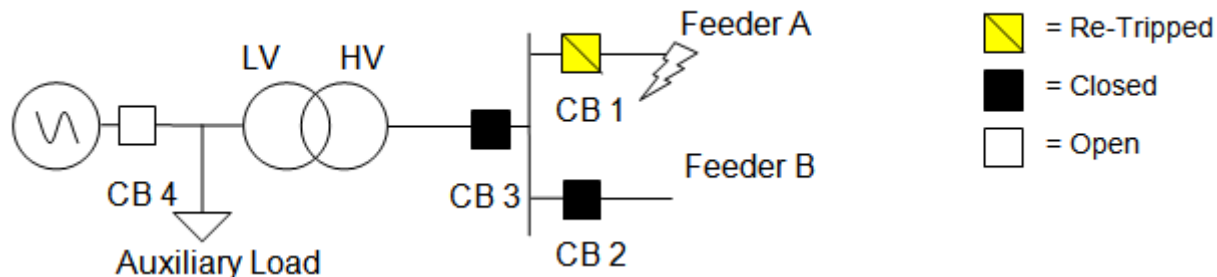 Feeder A
LV HV
CB 1
CB 4
CB 3
Feeder B
CB 2
Auxiliary Load
= Re-Tripped
= Closed
= Open